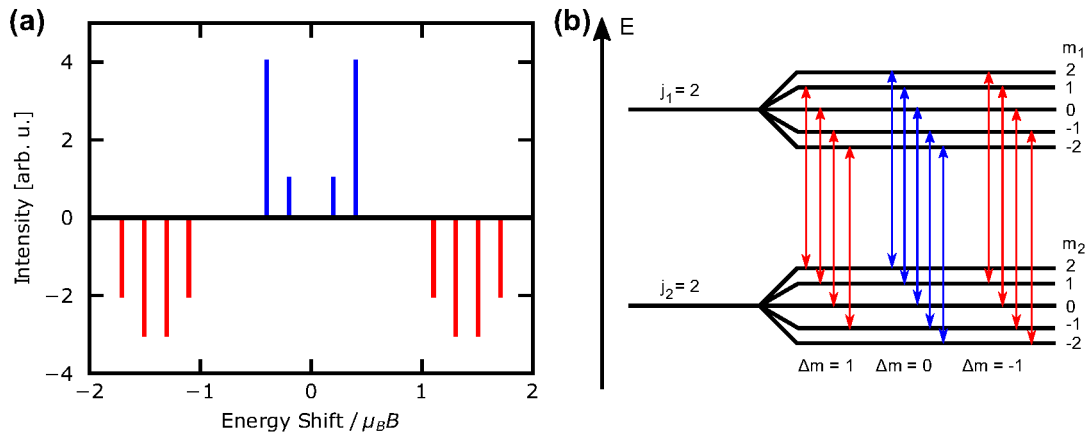 (a)
Intensity [arb. u.]
4
2
0
−2
−4
−2
−1
0
1
2
Energy Shift / μ_B B
(b)
E
m₁
j₁ = 2
2
1
0
-1
-2
m₂
j₂ = 2
2
1
0
-1
-2
Δm = 1 Δm = 0 Δm = -1